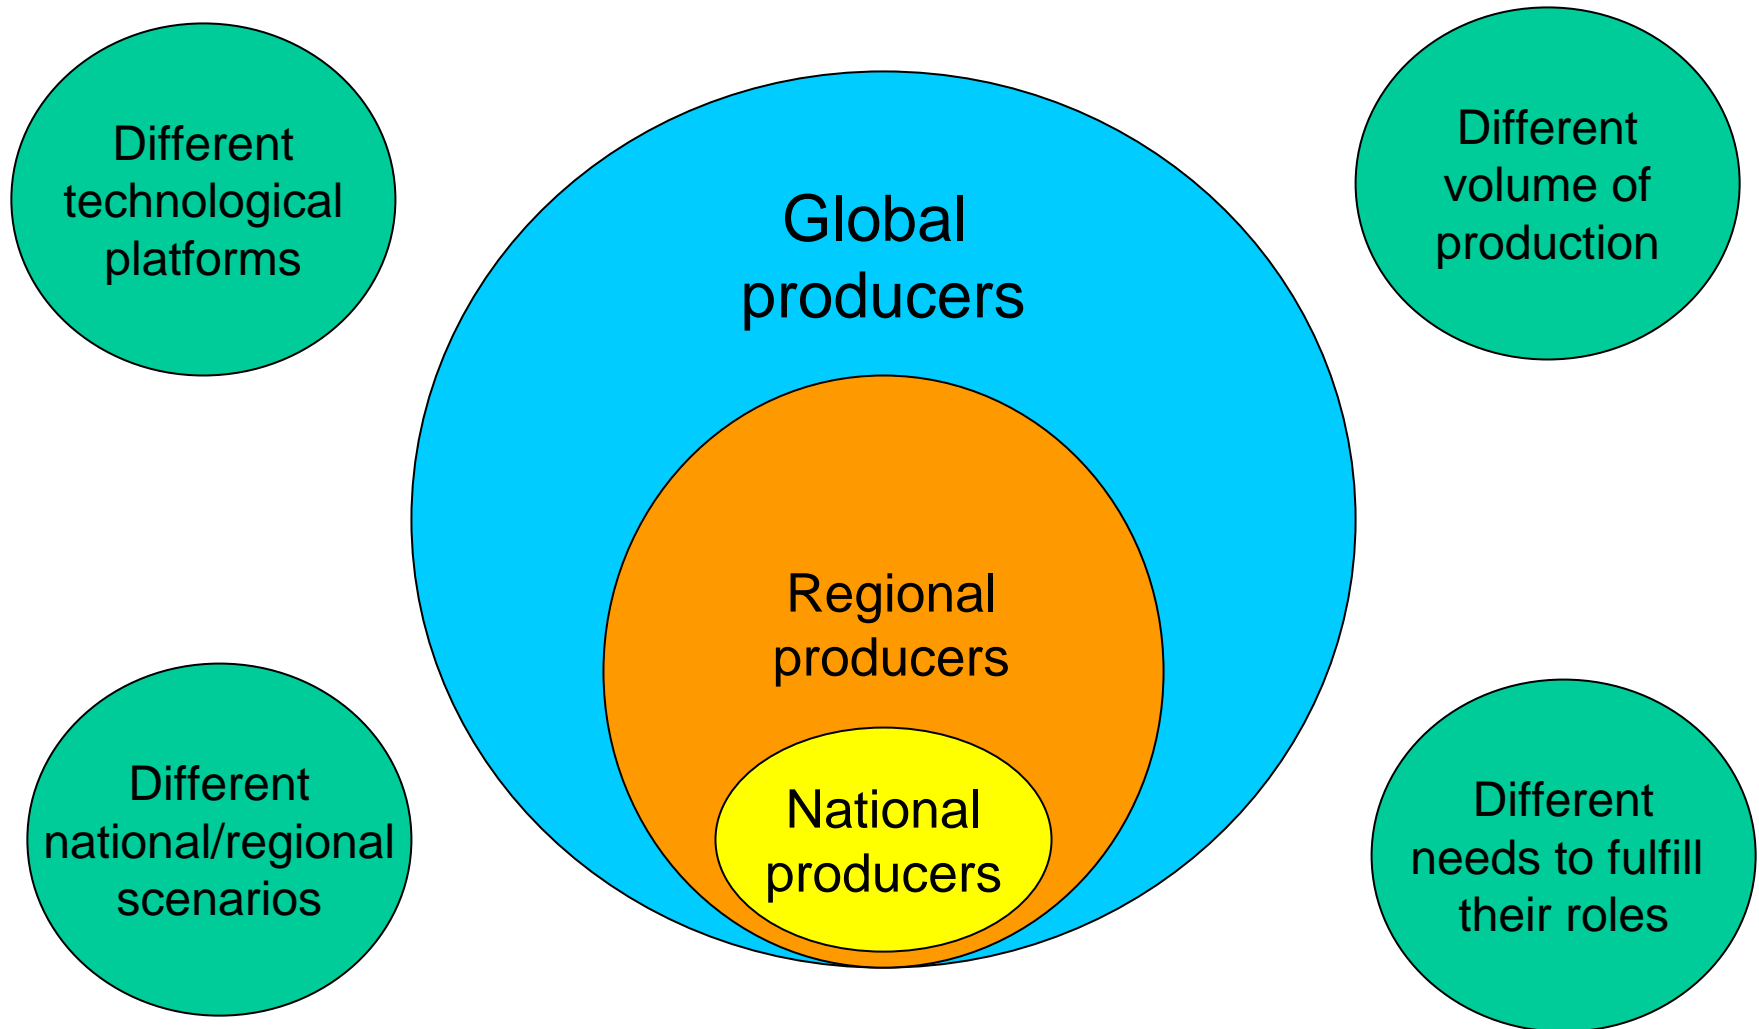 Different
technological
platforms
Different
volume of
production
Global
producers
Regional
producers
National
producers
Different
national/regional
scenarios
Different
needs to fulfill
their roles